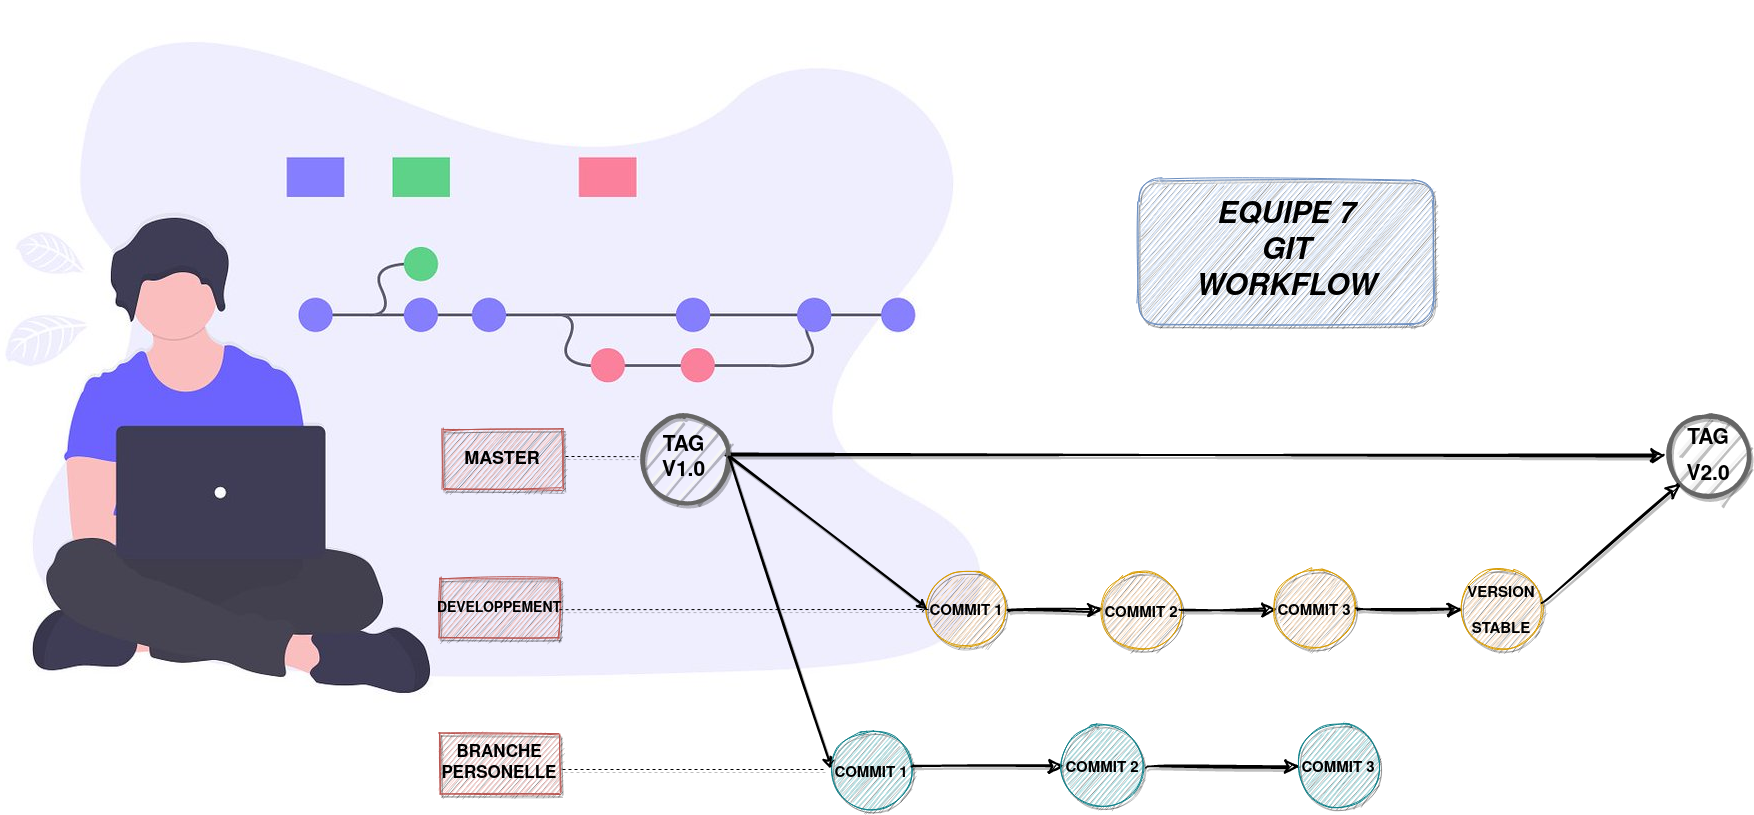 EQUIPE 7
GIT
WORKFLOW
MASTER
TAG
V1.0
TAG
V2.0
DEVELOPPEMENT
COMMIT 1
COMMIT 2
COMMIT 3
VERSION
STABLE
BRANCHE
PERSONELLE
COMMIT 1
COMMIT 2
COMMIT 3